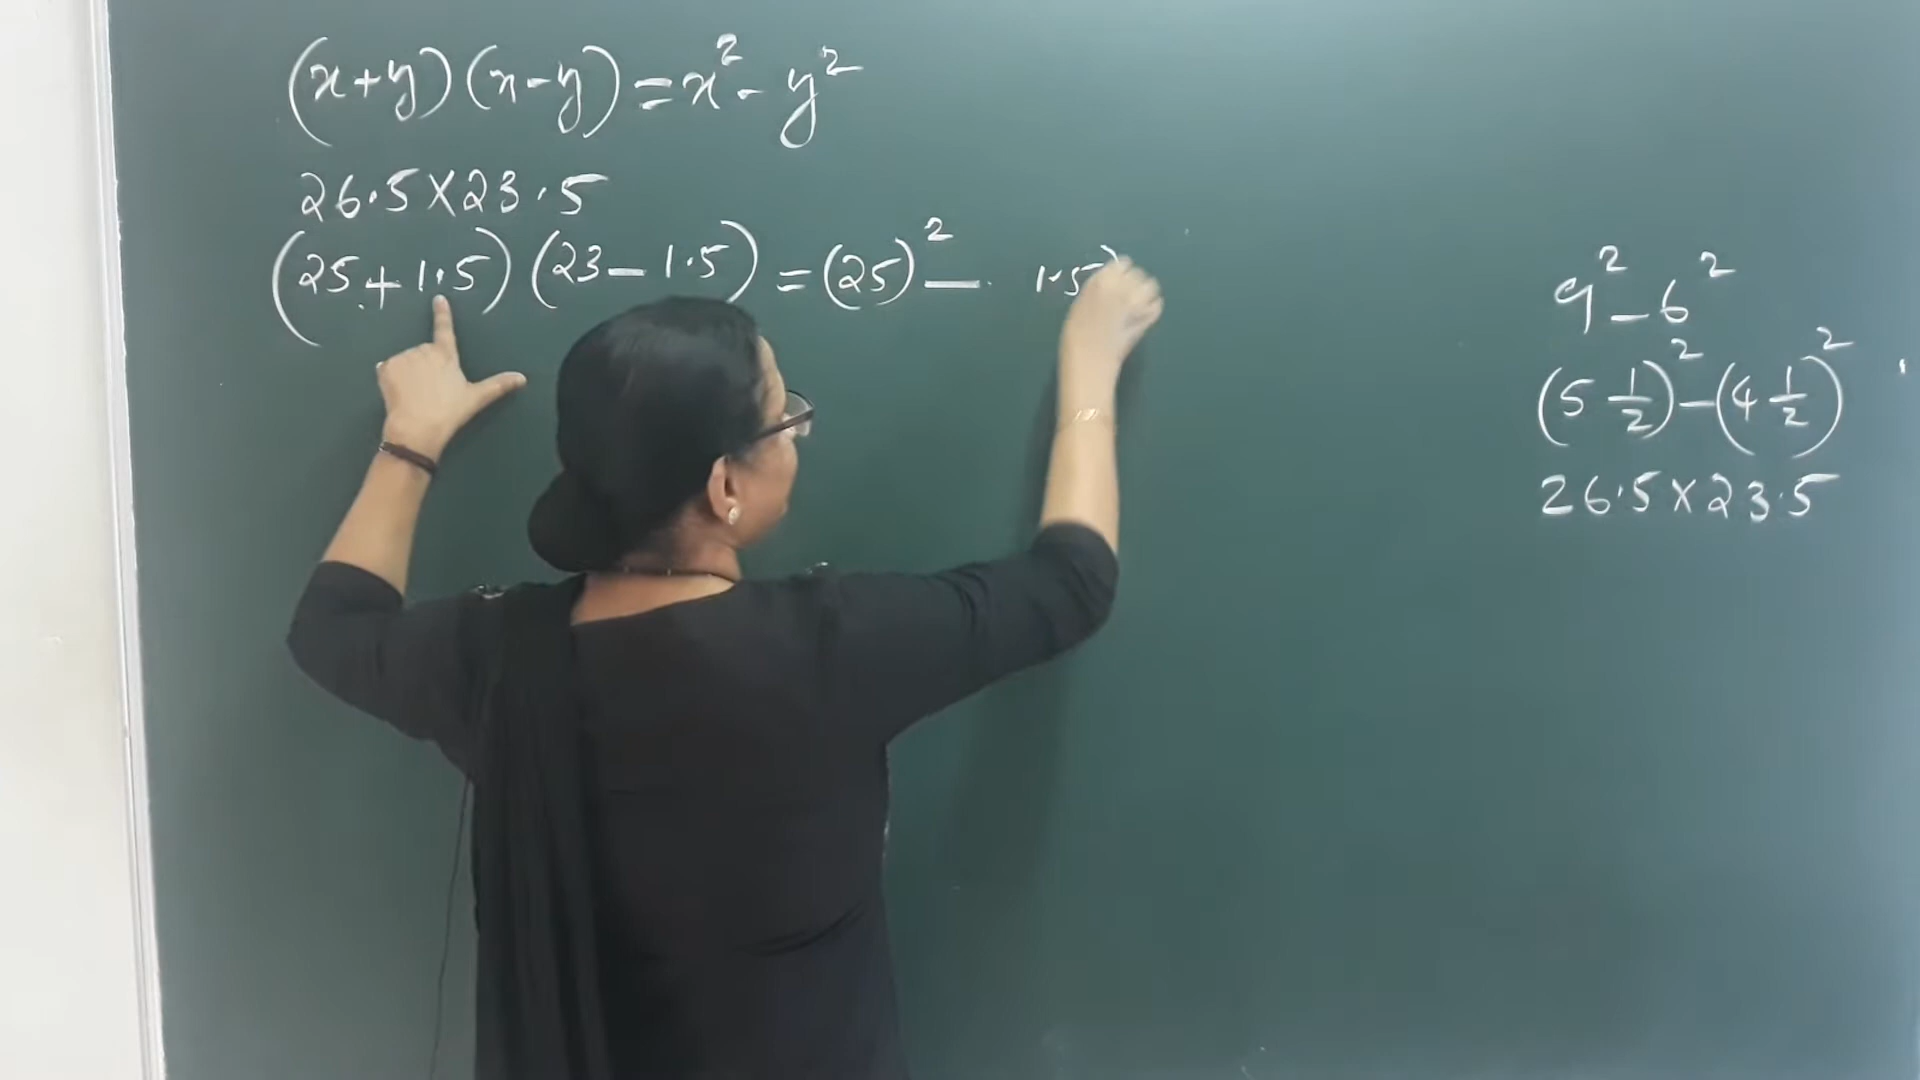 (x+y)(x-y)=x²-y²
26.5×23.5
(25+1.5)(23-1.5)=(25)²- 1.5)
9²-6²
(5 1/2)²-(4 1/2)²
26.5×23.5